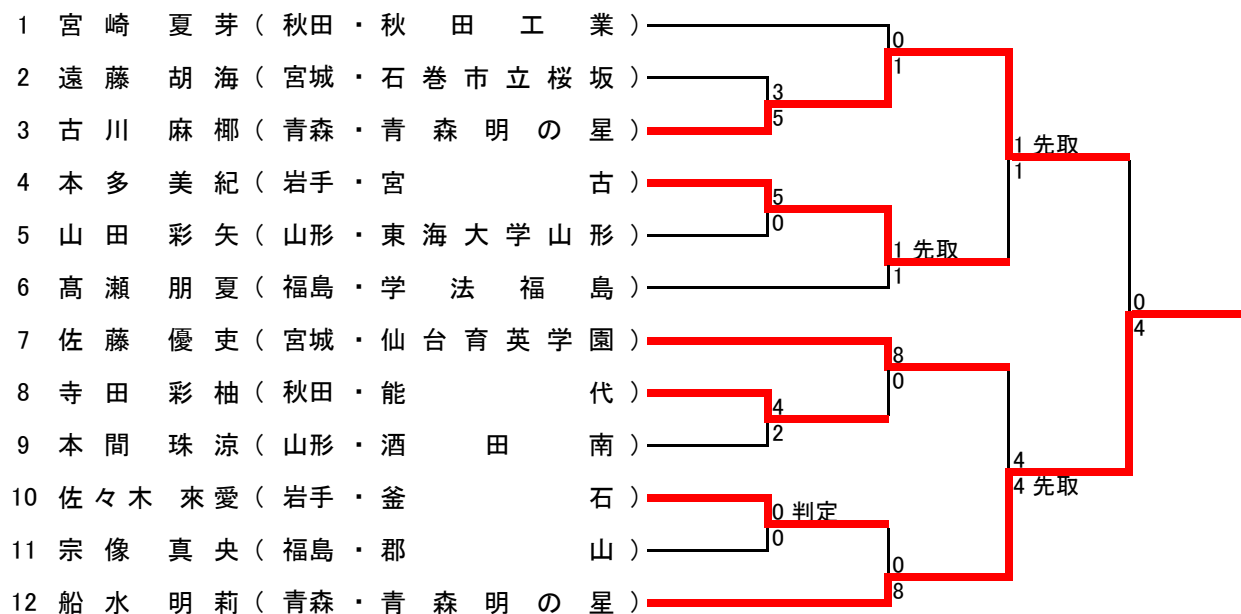 1 宮崎 夏芽 ( 秋田 ・ 秋田工業 )
2 遠藤 胡海 ( 宮城 ・ 石巻市立桜坂 )
3 古川 麻椰 ( 青森 ・ 青森明の星 )
4 本多 美紀 ( 岩手 ・ 宮古 )
5 山田 彩矢 ( 山形 ・ 東海大学山形 )
6 髙瀬 朋夏 ( 福島 ・ 学法福島 )
7 佐藤 優吏 ( 宮城 ・ 仙台育英学園 )
8 寺田 彩柚 ( 秋田 ・ 能代 )
9 本間 珠涼 ( 山形 ・ 酒田南 )
10 佐々木 來愛 ( 岩手 ・ 釜石 )
11 宗像 真央 ( 福島 ・ 郡山 )
12 船水 明莉 ( 青森 ・ 青森明の星 )
3
5
5
0
4
2
0 判定
0
0
1
1 先取
1
8
0
0
8
1 先取
1
4
4 先取
0
4